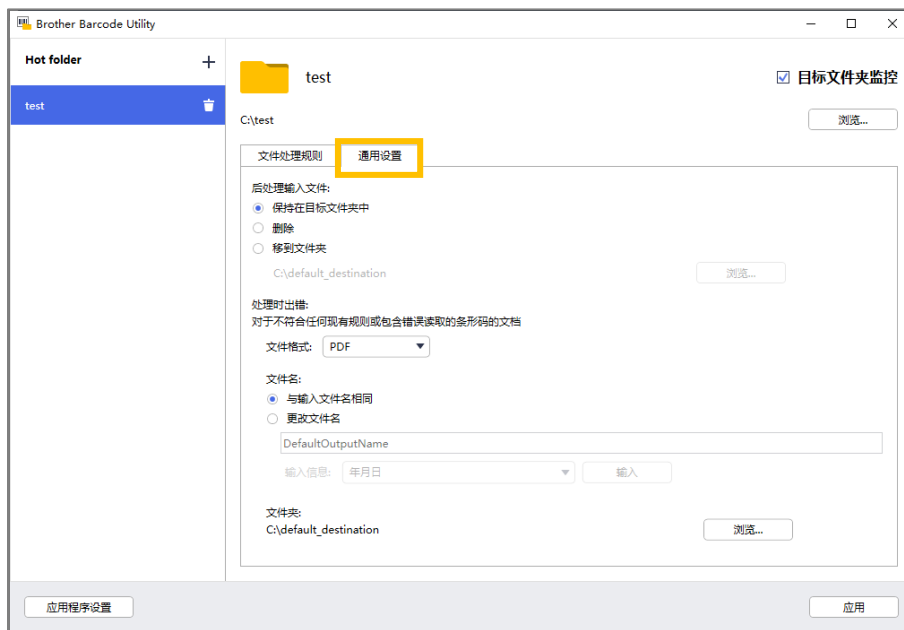 Brother Barcode Utility
Hot folder
test
test
目标文件夹监控
C:\test
浏览...
文件处理规则
通用设置
后处理输入文件:
保持在目标文件夹中
删除
移到文件夹
C:\default_destination
浏览...
处理时出错:
对于不符合任何现有规则或包含错误读取的条形码的文档
文件格式: PDF
文件名:
与输入文件名相同
更改文件名
DefaultOutputName
输入信息: 年月日
输入
文件夹:
C:\default_destination
浏览...
应用程序设置
应用